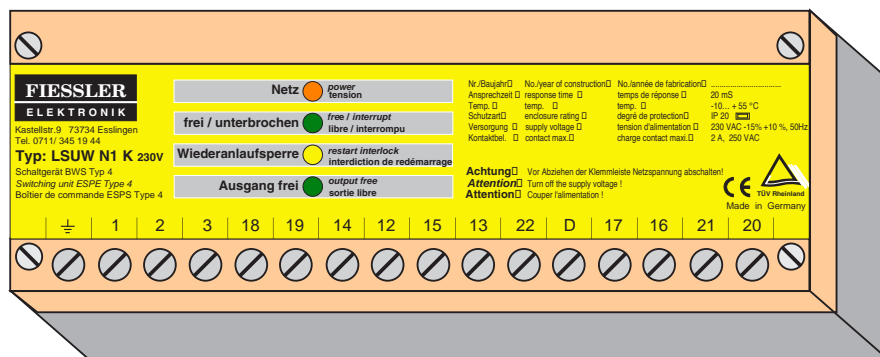 FIESSLER
ELEKTRONIK
Kastellstr.9 73734 Esslingen
Tel. 0711/ 345 19 44
Typ: LSUW N1 K 230V
Schaltgerät BWS Typ 4
Switching unit ESPE Type 4
Boîtier de commande ESPS Type 4
Netz power
tension
frei / unterbrochen free / interrupt
libre / interrompu
Wiederanlaufsperre restart interlock
interdiction de redémarrage
Ausgang frei output free
sortie libre
Nr./Baujahr No./year of construction No./année de fabrication ................................
Ansprechzeit response time temps de réponse 20 mS
Temp. temp. temp. -10... + 55 °C
Schutzart enclosure rating degré de protection IP 20
Versorgung supply voltage tension d'alimentation 230 VAC -15% +10 %, 50Hz
Kontaktbel. contact max. charge contact maxi. 2 A, 250 VAC
Achtung Vor Abziehen der Klemmleiste Netzspannung abschalten!
Attention Turn off the supply voltage !
Attention Couper l'alimentation !
CE TÜV Rheinland
Made in Germany
1 2 3 18 19 14 12 15 13 22 D 17 16 21 20